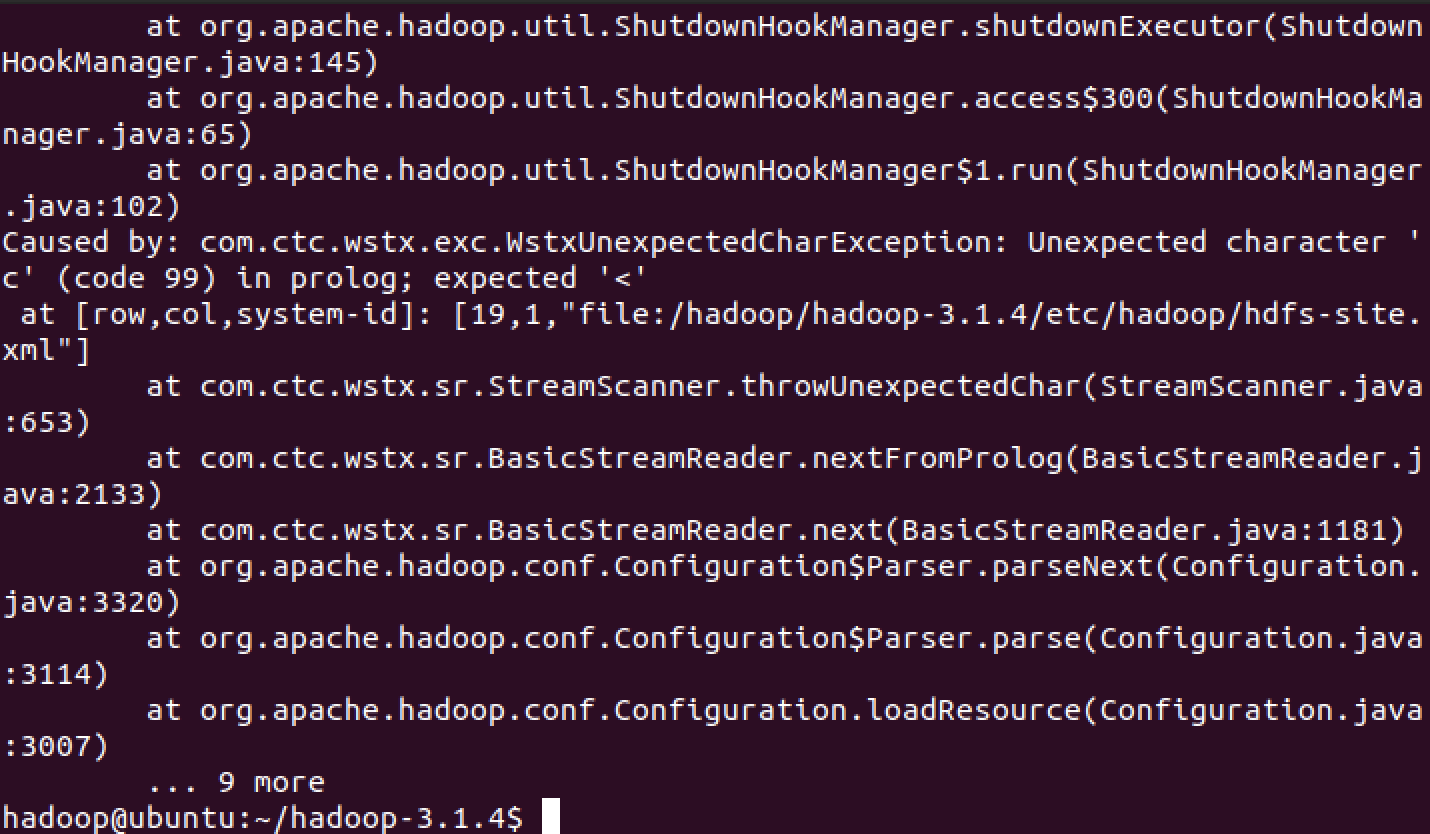 at org.apache.hadoop.util.ShutdownHookManager.shutdownExecutor(Shutdown
HookManager.java:145)
at org.apache.hadoop.util.ShutdownHookManager.access$300(ShutdownHookMa
nager.java:65)
at org.apache.hadoop.util.ShutdownHookManager$1.run(ShutdownHookManager
.java:102)
Caused by: com.ctc.wstx.exc.WstxUnexpectedCharException: Unexpected character '
c' (code 99) in prolog; expected '<'
at [row,col,system-id]: [19,1,"file:/hadoop/hadoop-3.1.4/etc/hadoop/hdfs-site.
xml"]
at com.ctc.wstx.sr.StreamScanner.throwUnexpectedChar(StreamScanner.java
:653)
at com.ctc.wstx.sr.BasicStreamReader.nextFromProlog(BasicStreamReader.j
ava:2133)
at com.ctc.wstx.sr.BasicStreamReader.next(BasicStreamReader.java:1181)
at org.apache.hadoop.conf.Configuration$Parser.parseNext(Configuration.
java:3320)
at org.apache.hadoop.conf.Configuration$Parser.parse(Configuration.java
:3114)
at org.apache.hadoop.conf.Configuration.loadResource(Configuration.java
:3007)
... 9 more
hadoop@ubuntu:~/hadoop-3.1.4$